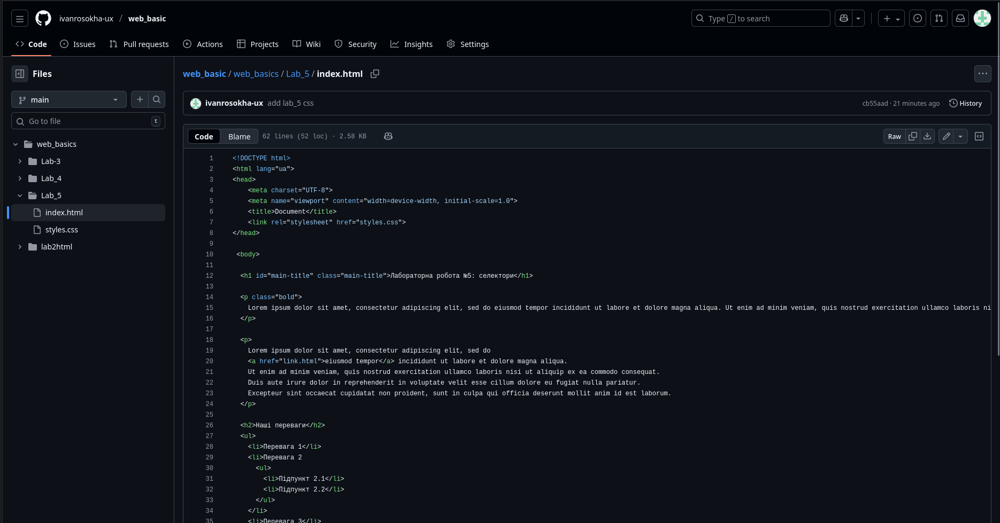 ivanrosokha-ux / web_basic
Type / to search
Code Issues Pull requests Actions Projects Wiki Security Insights Settings
Files
main
Go to file t
web_basics
Lab-3
Lab_4
Lab_5
index.html
styles.css
lab2html
web_basic / web_basics / Lab_5 / index.html
ivanrosokha-ux add lab_5 css
cb55aad · 21 minutes ago History
Code Blame 62 lines (52 loc) · 2.58 KB
Raw
1 <!DOCTYPE html>
2 <html lang="ua">
3 <head>
4 <meta charset="UTF-8">
5 <meta name="viewport" content="width=device-width, initial-scale=1.0">
6 <title>Document</title>
7 <link rel="stylesheet" href="styles.css">
8 </head>
9
10 <body>
11
12 <h1 id="main-title" class="main-title">Лабораторна робота №5: селектори</h1>
13
14 <p class="bold">
15 Lorem ipsum dolor sit amet, consectetur adipiscing elit, sed do eiusmod tempor incididunt ut labore et dolore magna aliqua. Ut enim ad minim veniam, quis nostrud exercitation ullamco laboris ni
16 </p>
17
18 <p>
19 Lorem ipsum dolor sit amet, consectetur adipiscing elit, sed do
20 <a href="link.html">eiusmod tempor</a> incididunt ut labore et dolore magna aliqua.
21 Ut enim ad minim veniam, quis nostrud exercitation ullamco laboris nisi ut aliquip ex ea commodo consequat.
22 Duis aute irure dolor in reprehenderit in voluptate velit esse cillum dolore eu fugiat nulla pariatur.
23 Excepteur sint occaecat cupidatat non proident, sunt in culpa qui officia deserunt mollit anim id est laborum.
24 </p>
25
26 <h2>Наші переваги</h2>
27 <ul>
28 <li>Перевага 1</li>
29 <li>Перевага 2
30 <ul>
31 <li>Підпункт 2.1</li>
32 <li>Підпункт 2.2</li>
33 </ul>
34 </li>
35 <li>Перевага 3</li>